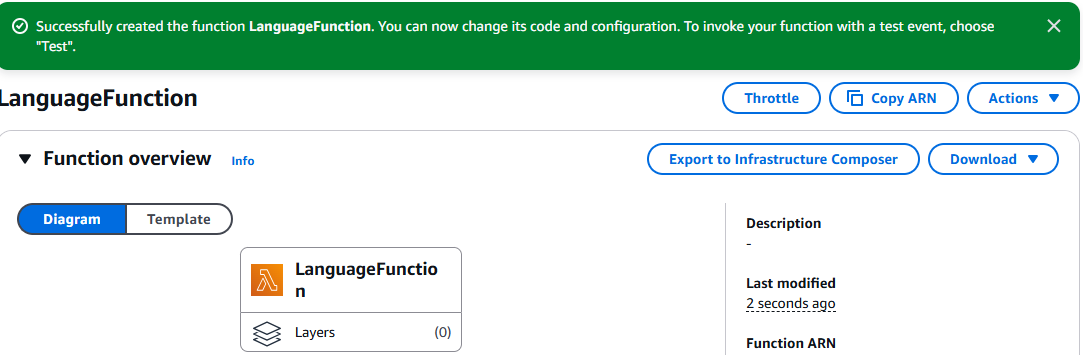 Successfully created the function LanguageFunction. You can now change its code and configuration. To invoke your function with a test event, choose
"Test".
LanguageFunction
Throttle
Copy ARN
Actions
Function overview
Info
Export to Infrastructure Composer
Download
Diagram
Template
LanguageFunctio
n
Layers
(0)
Description
-
Last modified
2 seconds ago
Function ARN